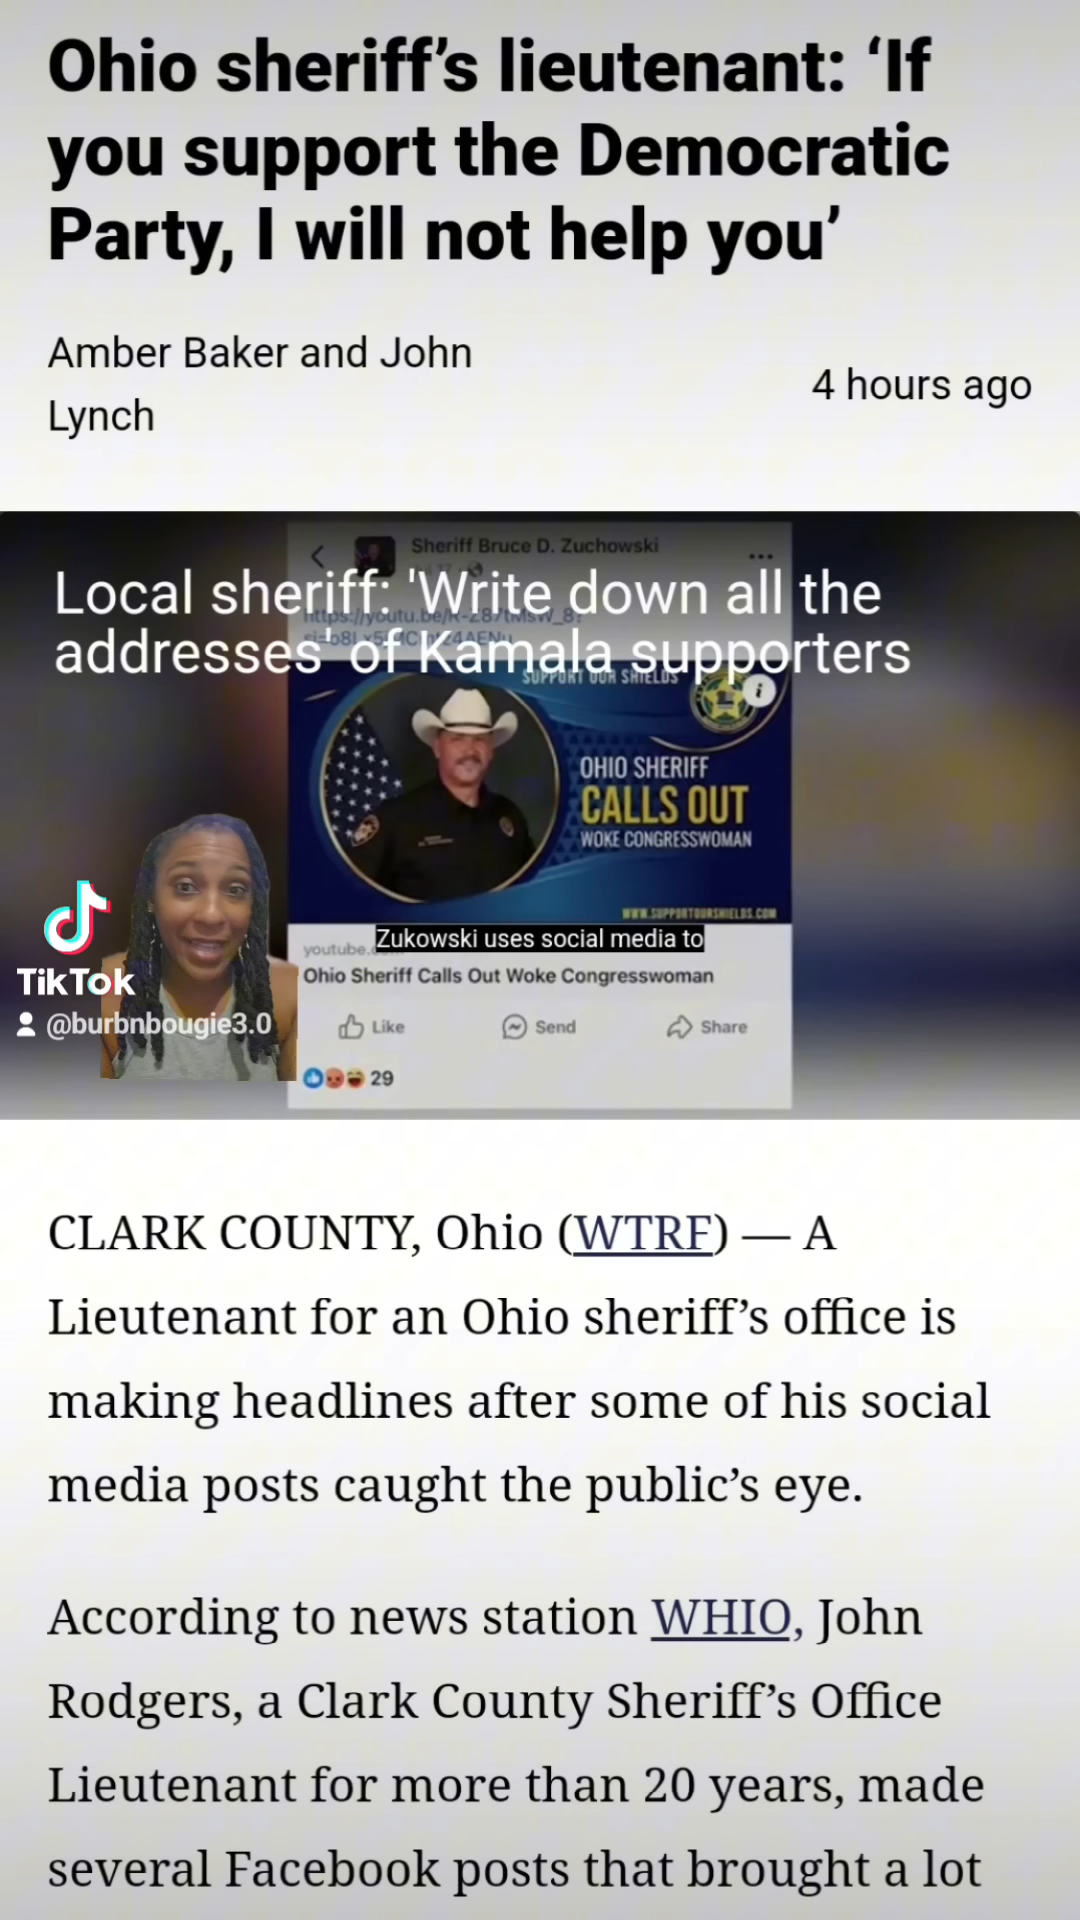 Ohio sheriff’s lieutenant: ‘If
you support the Democratic
Party, I will not help you’
Amber Baker and John
Lynch
4 hours ago
Sheriff Bruce D. Zuchowski
Local sheriff: 'Write down all the
addresses' of Kamala supporters
SUPPORT OUR SHIELDS
OHIO SHERIFF
CALLS OUT
WOKE CONGRESSWOMAN
WWW.SUPPORTOURSHIELDS.COM
Zukowski uses social media to
Ohio Sheriff Calls Out Woke Congresswoman
Like
Send
Share
29
TikTok
@burbnbougie3.0
CLARK COUNTY, Ohio (WTRF) — A
Lieutenant for an Ohio sheriff’s office is
making headlines after some of his social
media posts caught the public’s eye.
According to news station WHIO, John
Rodgers, a Clark County Sheriff’s Office
Lieutenant for more than 20 years, made
several Facebook posts that brought a lot